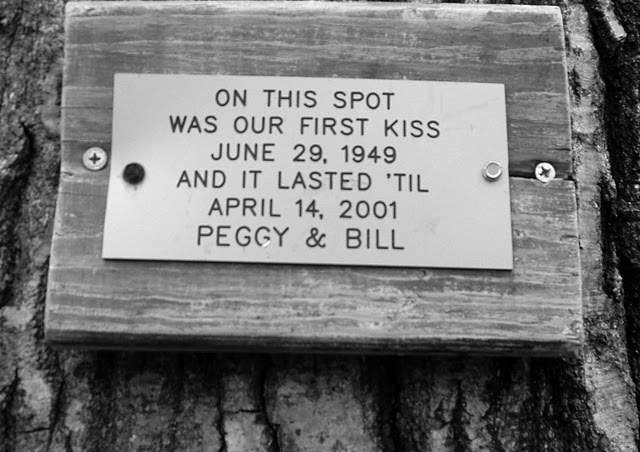 ON THIS SPOT
WAS OUR FIRST KISS
JUNE 29, 1949
AND IT LASTED 'TIL
APRIL 14, 2001
PEGGY & BILL